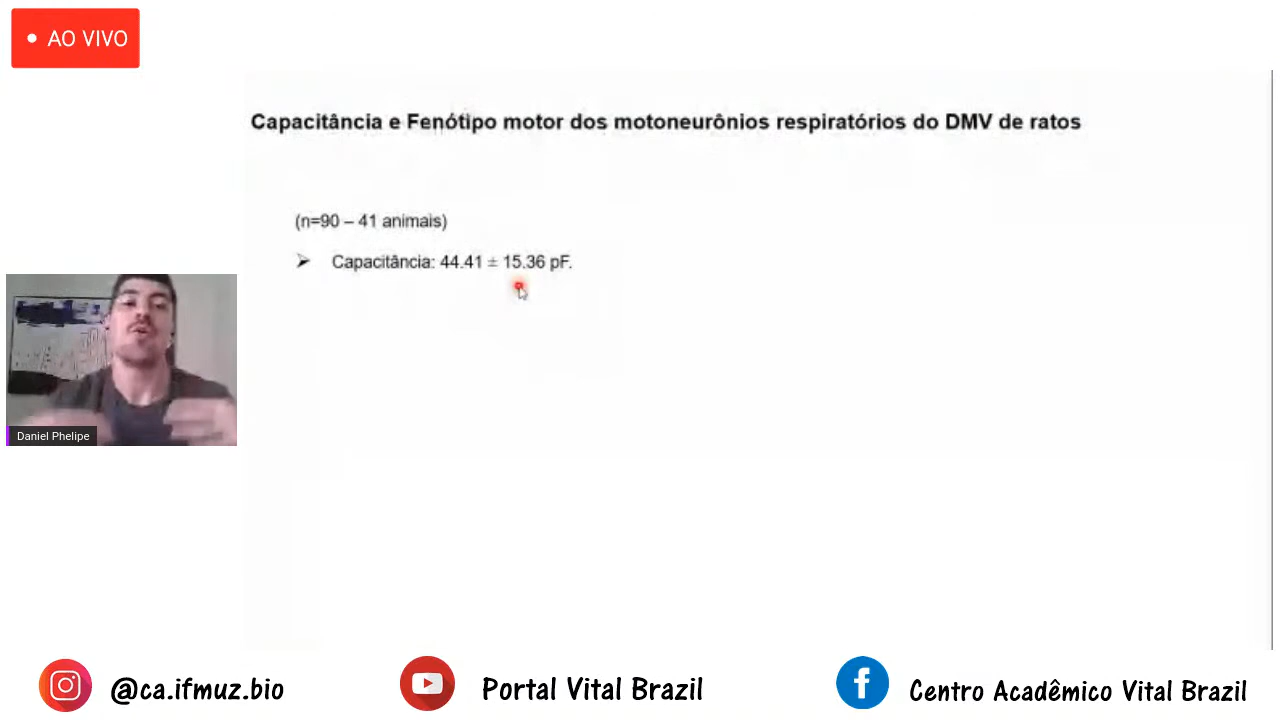 • AO VIVO
Capacitância e Fenótipo motor dos motoneurônios respiratórios do DMV de ratos
(n=90 – 41 animais)
➢ Capacitância: 44.41 ± 15.36 pF.
Daniel Phelipe
@ca.ifmuz.bio
Portal Vital Brazil
Centro Acadêmico Vital Brazil